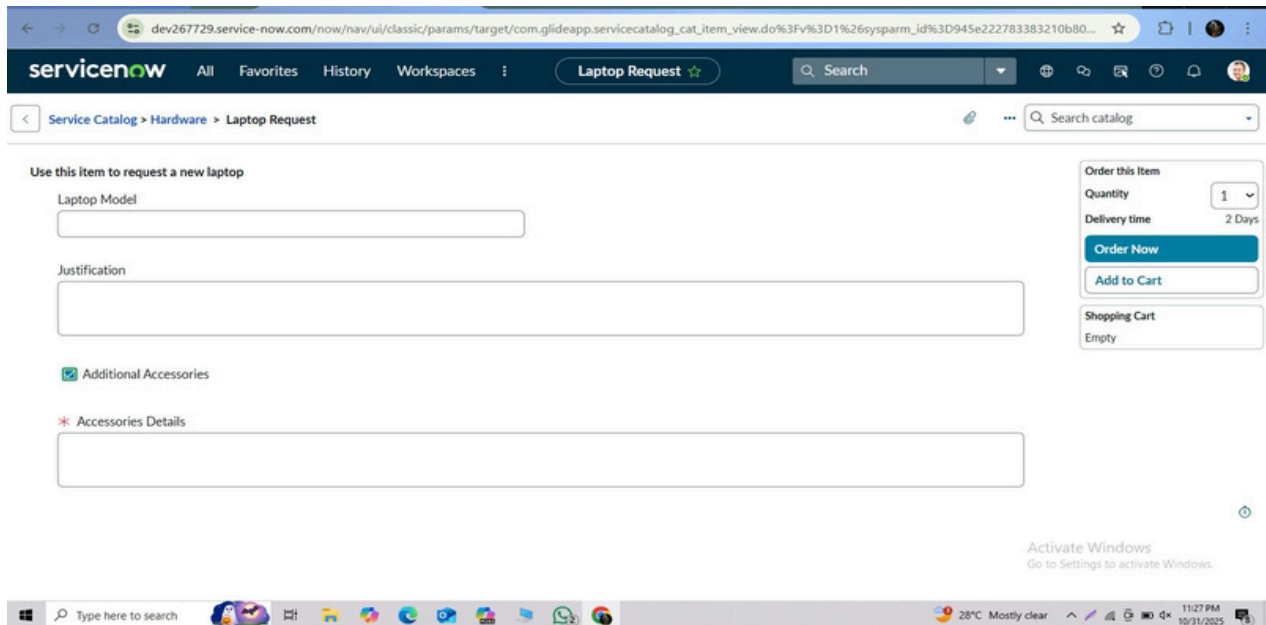 dev267729.service-now.com/now/nav/ui/classic/params/target/com.glideapp.servicecatalog_cat_item_view.do%3Fv%3D1%26sysparm_id%3D945e222783383210b80...
servicenow All Favorites History Workspaces Laptop Request Search
Service Catalog > Hardware > Laptop Request Search catalog
Use this item to request a new laptop
Laptop Model
Justification
Additional Accessories
* Accessories Details
Order this Item
Quantity 1
Delivery time 2 Days
Order Now
Add to Cart
Shopping Cart
Empty
Activate Windows
Go to Settings to activate Windows.
Type here to search 28°C Mostly clear 11:27 PM
10/31/2025